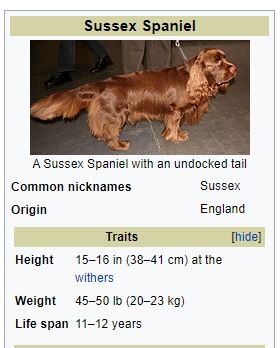 Sussex Spaniel
A Sussex Spaniel with an undocked tail
Common nicknames Sussex
Origin England
Traits [hide]
Height 15–16 in (38–41 cm) at the
withers
Weight 45–50 lb (20–23 kg)
Life span 11–12 years